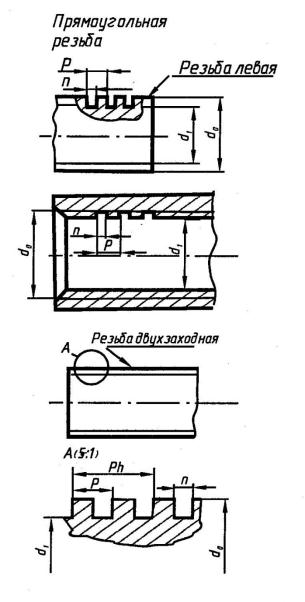 Прямоугольная
резьба
P
n
Резьба левая
d₁
d₀
d₀
n
P
d₁
A
Резьба двухзаходная
А(5:1)
Ph
P
n
d₁
d₀